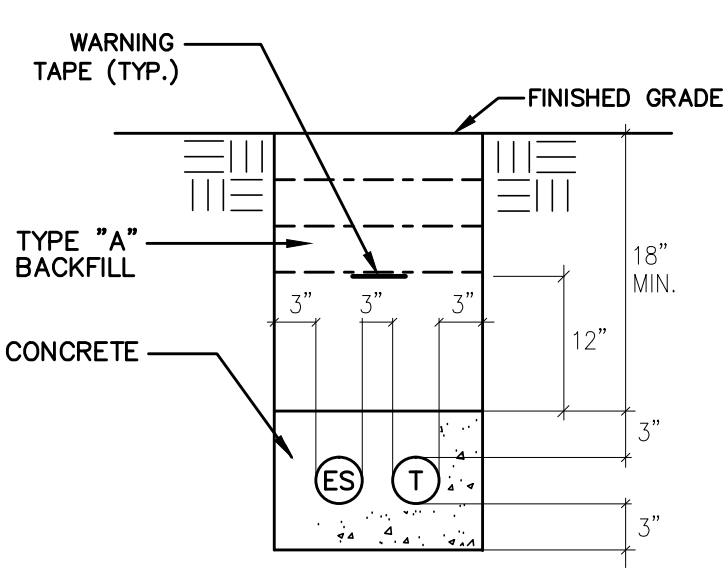 WARNING
TAPE (TYP.)
FINISHED GRADE
TYPE "A"
BACKFILL
18"
MIN.
3" 3" 3"
12"
CONCRETE
3"
ES T
3"